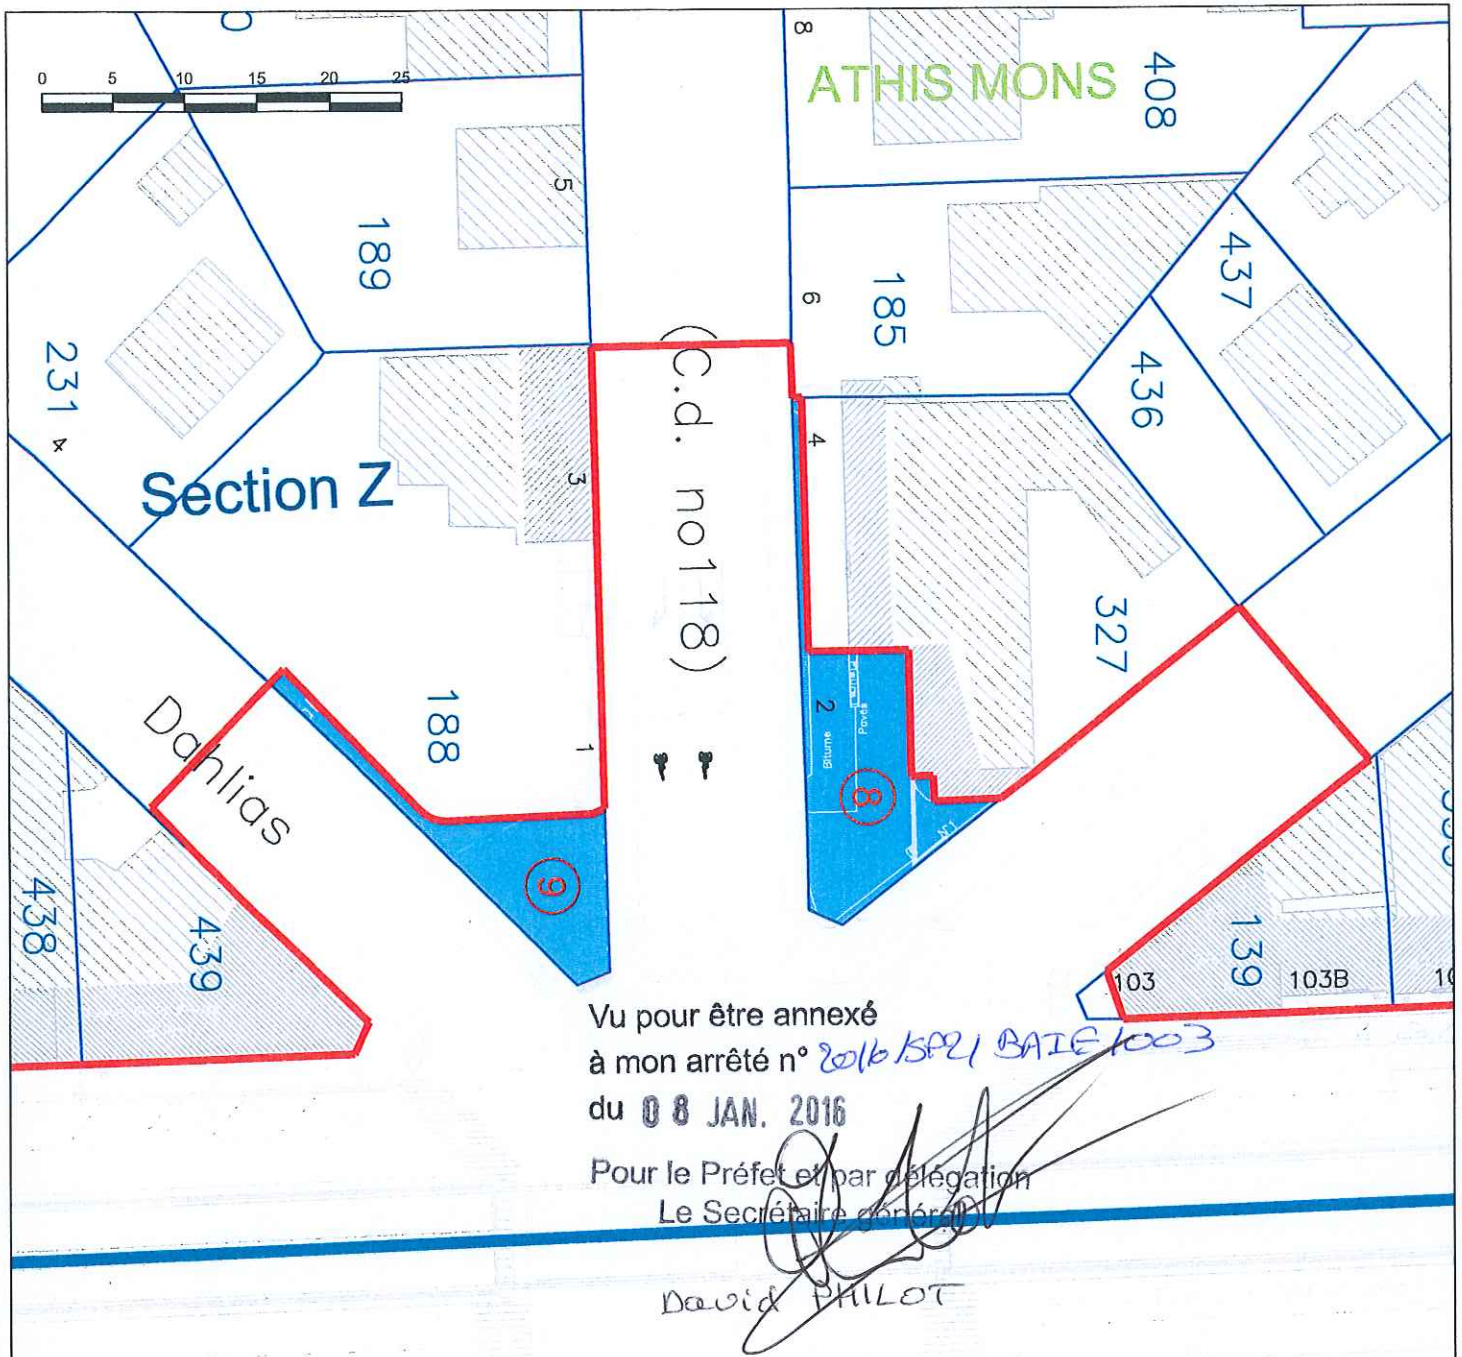 0 5 10 15 20 25
8
ATHIS MONS
408
5
189
6
185
437
231
4
436
(c.d. no118)
Section Z
3
4
327
Dahlias
188
1
2
Bitume
Pavés
8
N°1
9
438
439
139
103
103B
Vu pour être annexé
à mon arrêté n° 2016/SP2/BAIE/003
du 08 JAN. 2016
Pour le Préfet et par délégation
Le Secrétaire général
David PHILOT